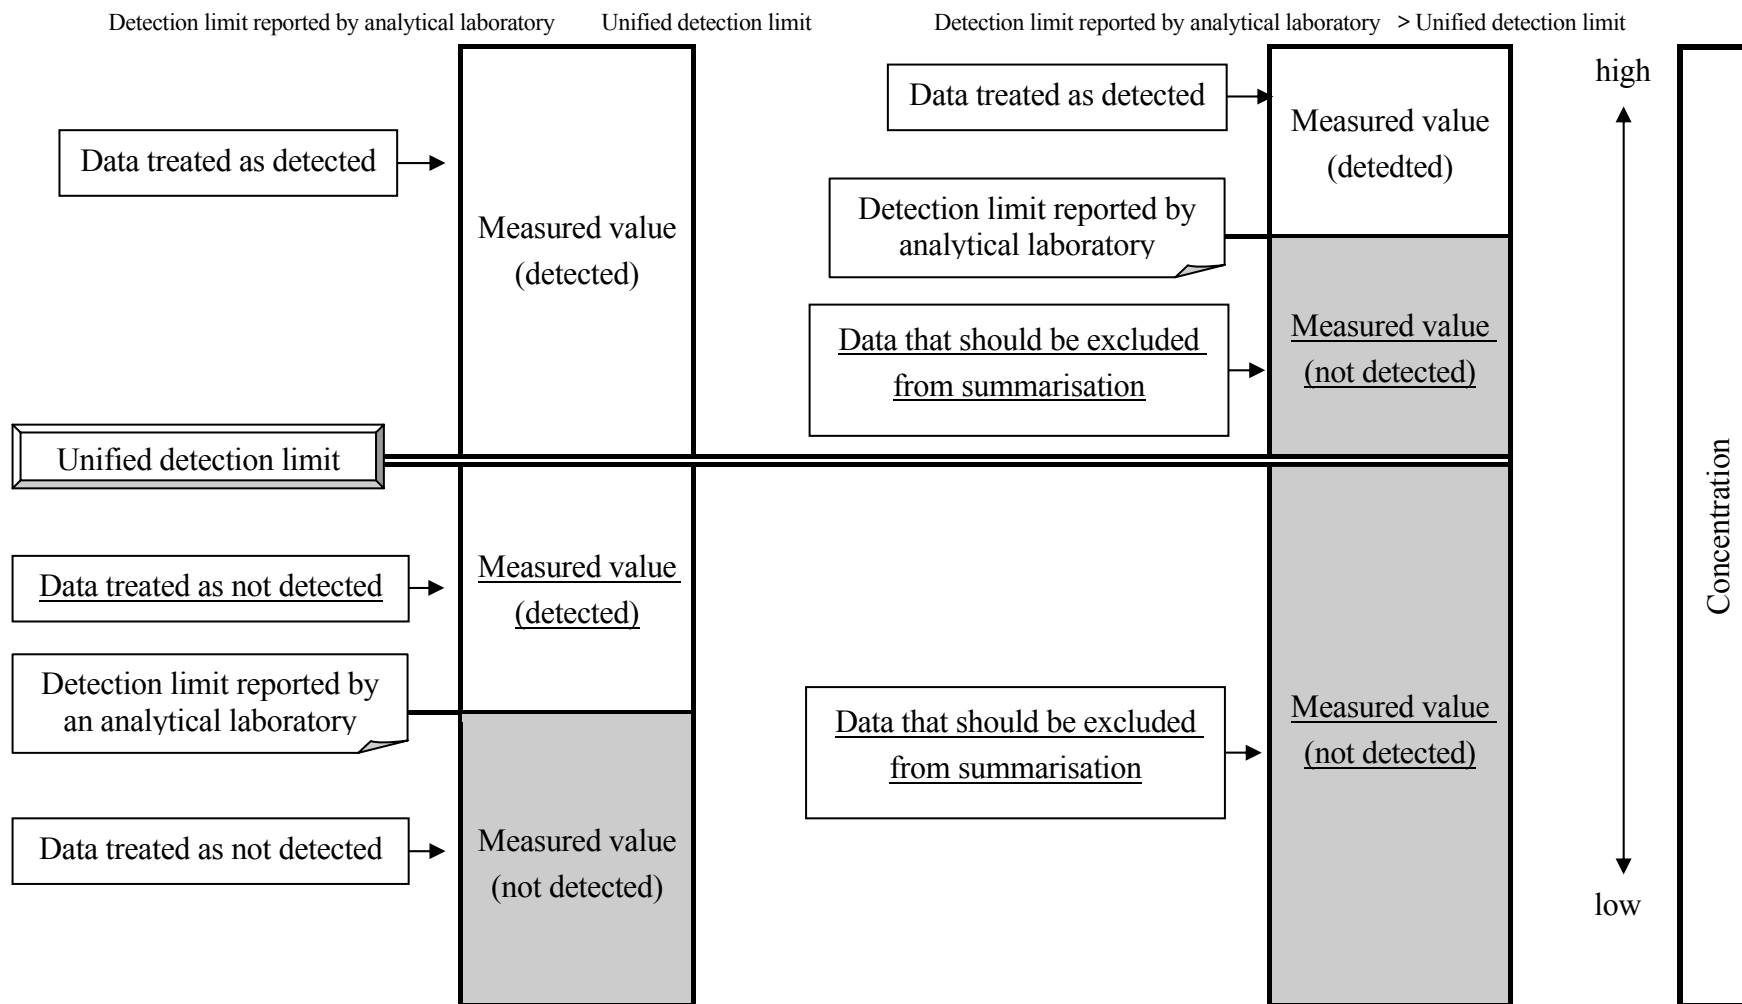 Detection limit reported by analytical laboratory Unified detection limit
Detection limit reported by analytical laboratory > Unified detection limit
Data treated as detected
Measured value
(detected)
Unified detection limit
Data treated as not detected
Measured value
(detected)
Detection limit reported by
an analytical laboratory
Data treated as not detected
Measured value
(not detected)
Data treated as detected
Measured value
(detedted)
Detection limit reported by
analytical laboratory
Data that should be excluded
from summarisation
Measured value
(not detected)
Data that should be excluded
from summarisation
Measured value
(not detected)
high
low
Concentration